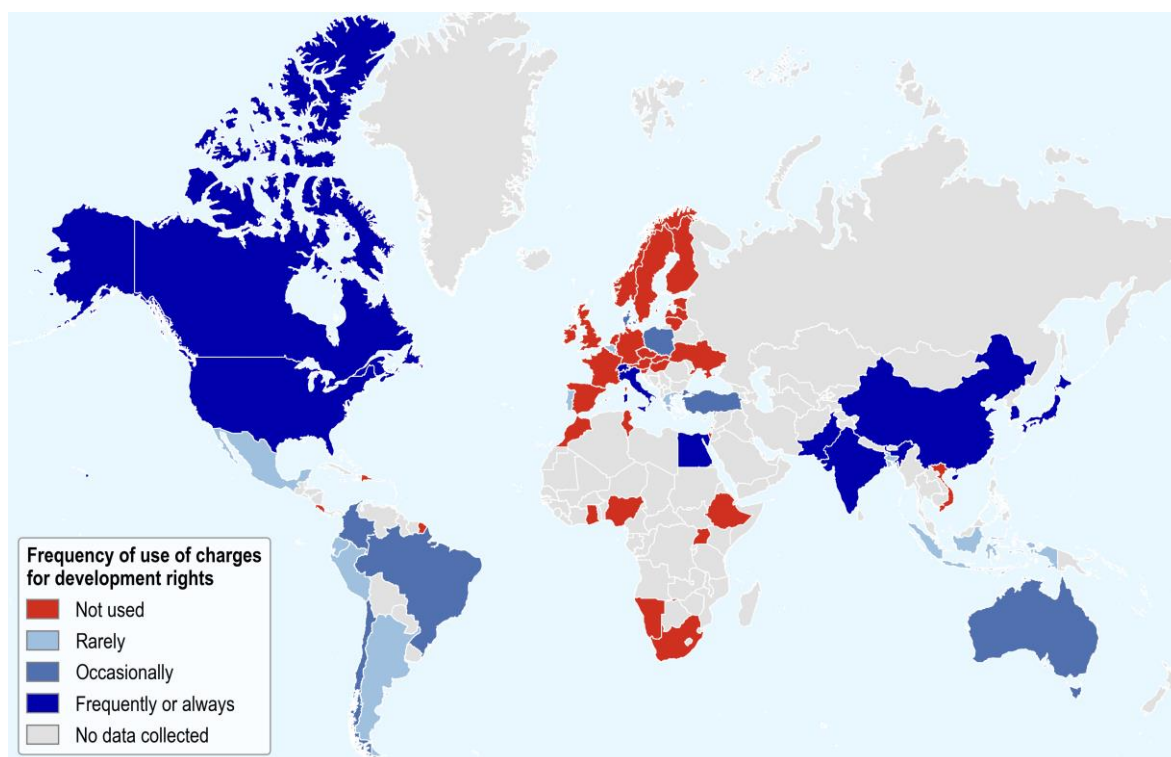 Frequency of use of charges
for development rights
Not used
Rarely
Occasionally
Frequently or always
No data collected